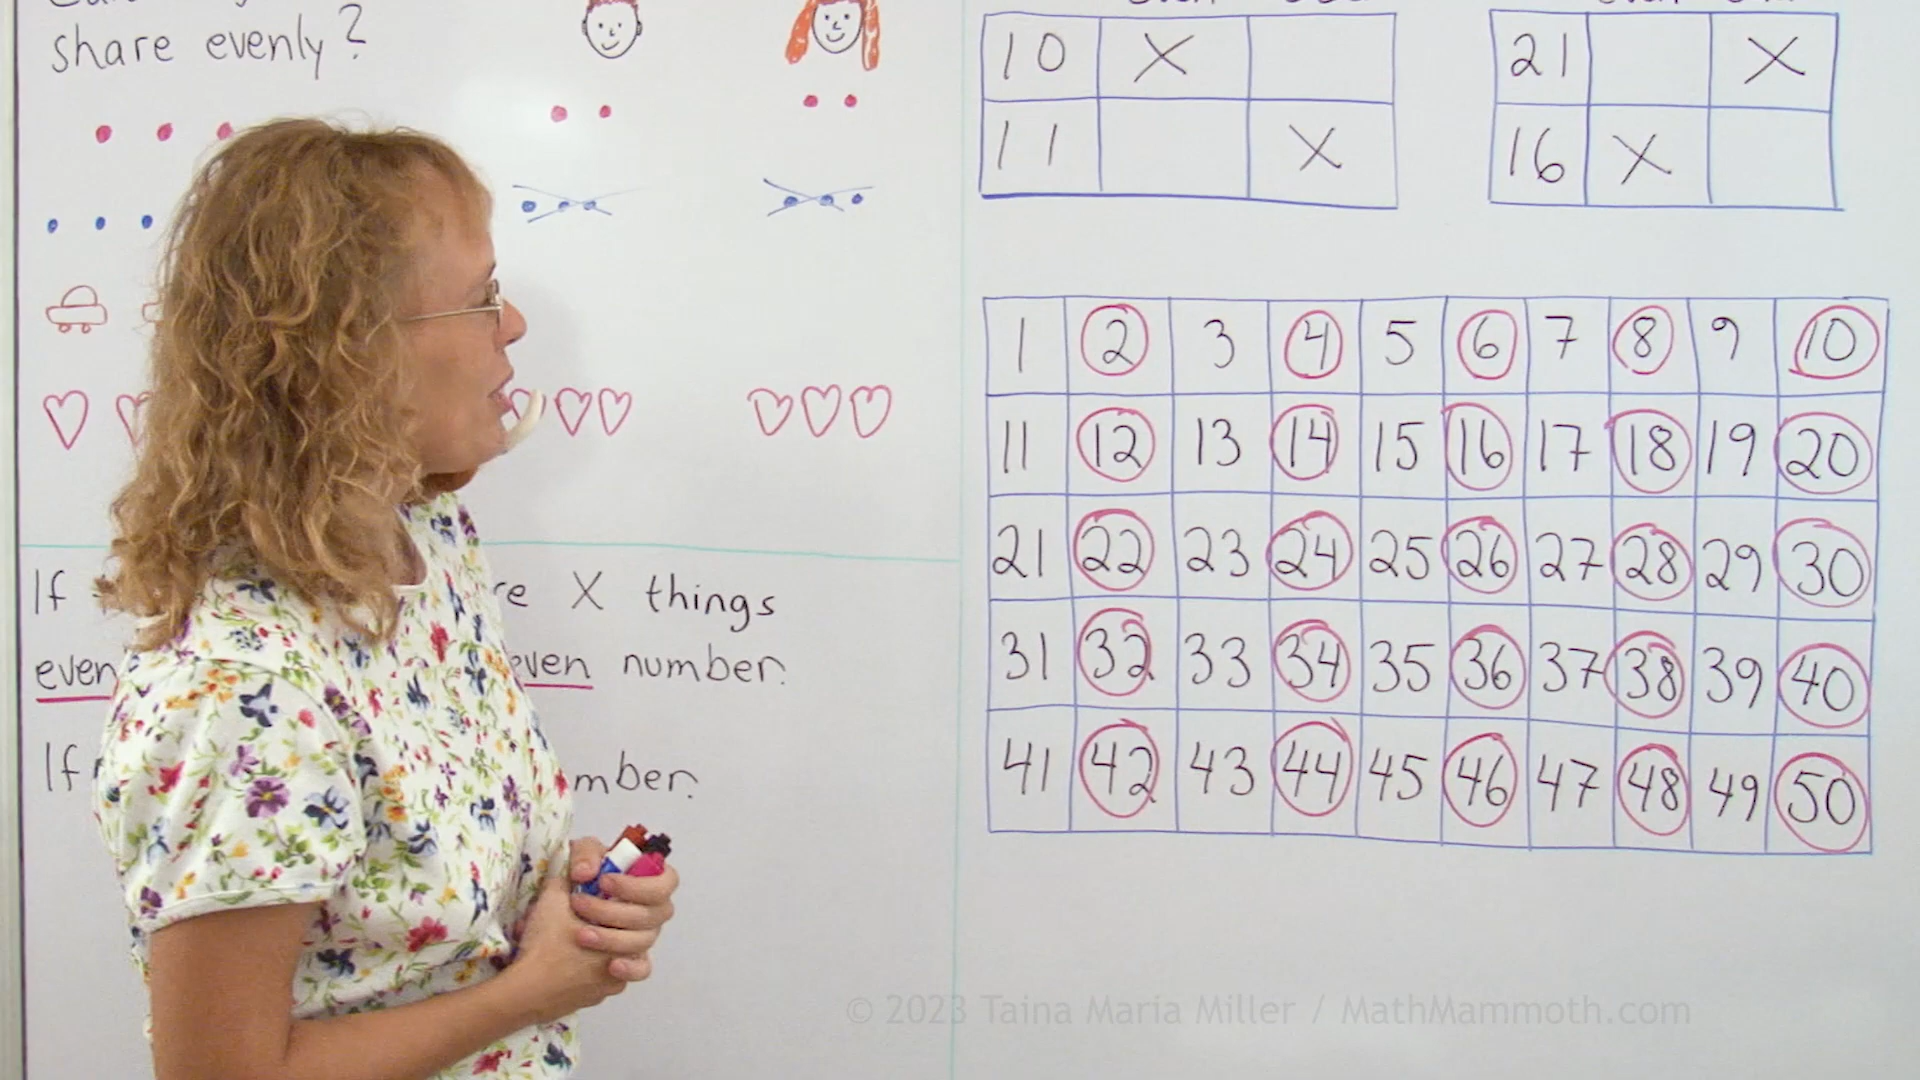 share evenly?
10 X
11 X
21 X
16 X
1 2 3 4 5 6 7 8 9 10
11 12 13 14 15 16 17 18 19 20
21 22 23 24 25 26 27 28 29 30
31 32 33 34 35 36 37 38 39 40
41 42 43 44 45 46 47 48 49 50
If X things
even even number.
If
© 2023 Taina Maria Miller / MathMammoth.com